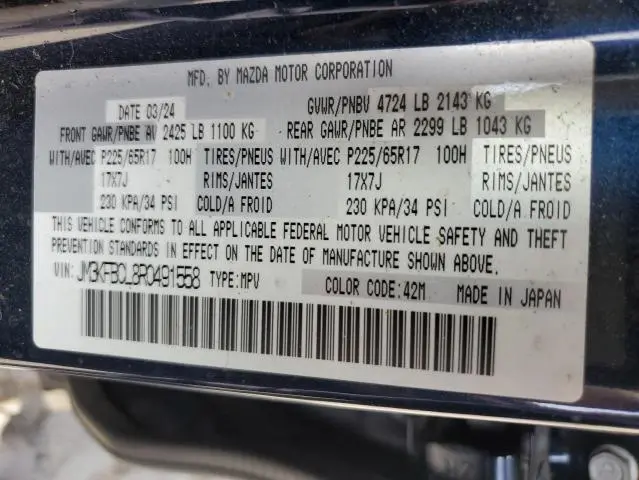 MFD. BY MAZDA MOTOR CORPORATION
DATE 03/24 GVWR/PNBV 4724 LB 2143 KG
FRONT GAWR/PNBE AV 2425 LB 1100 KG REAR GAWR/PNBE AR 2299 LB 1043 KG
WITH/AVEC P225/65R17 100H TIRES/PNEUS WITH/AVEC P225/65R17 100H TIRES/PNEUS
17X7J RIMS/JANTES 17X7J RIMS/JANTES
230 KPA/34 PSI COLD/A FROID 230 KPA/34 PSI COLD/A FROID
THIS VEHICLE CONFORMS TO ALL APPLICABLE FEDERAL MOTOR VEHICLE SAFETY AND THEFT
PREVENTION STANDARDS IN EFFECT ON THE DATE OF MANUFACTURE SHOWN ABOVE.
VIN: JM3KFBCL8R0491558 TYPE:MPV COLOR CODE:42M MADE IN JAPAN